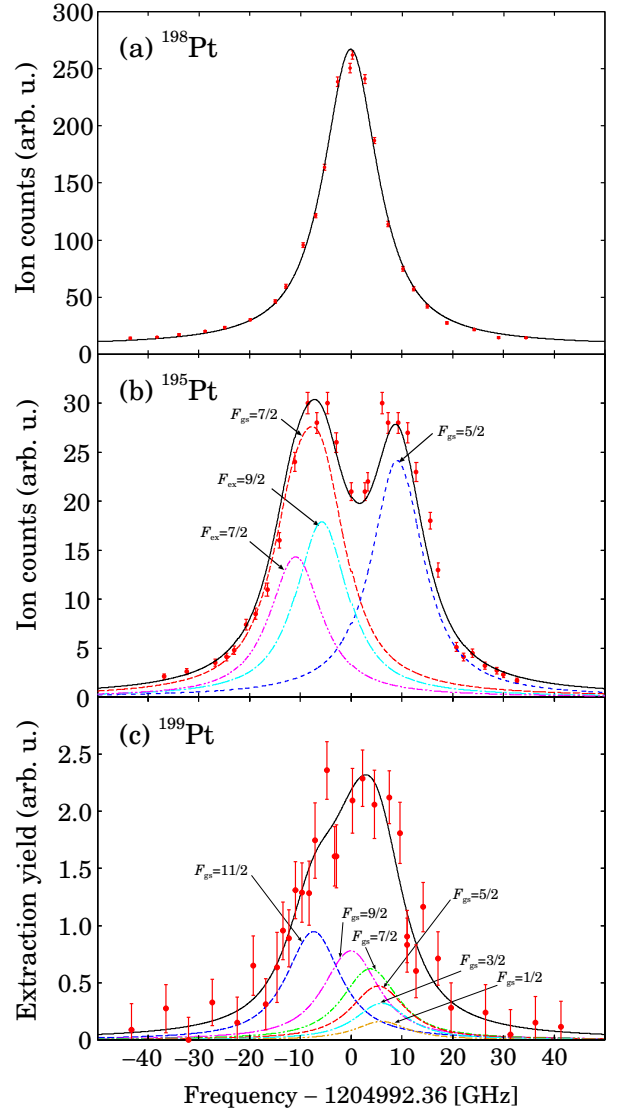 300
(a) ¹⁹⁸Pt
250
200
150
100
50
0
Ion counts (arb. u.)
(b) ¹⁹⁵Pt
30
25
20
15
10
5
0
Ion counts (arb. u.)
F_gs=7/2
F_gs=5/2
F_ex=9/2
F_ex=7/2
(c) ¹⁹⁹Pt
2.5
2.0
1.5
1.0
0.5
0
Extraction yield (arb. u.)
F_gs=11/2
F_gs=9/2
F_gs=7/2
F_gs=5/2
F_gs=3/2
F_gs=1/2
−40 −30 −20 −10 0 10 20 30 40
Frequency – 1204992.36 [GHz]